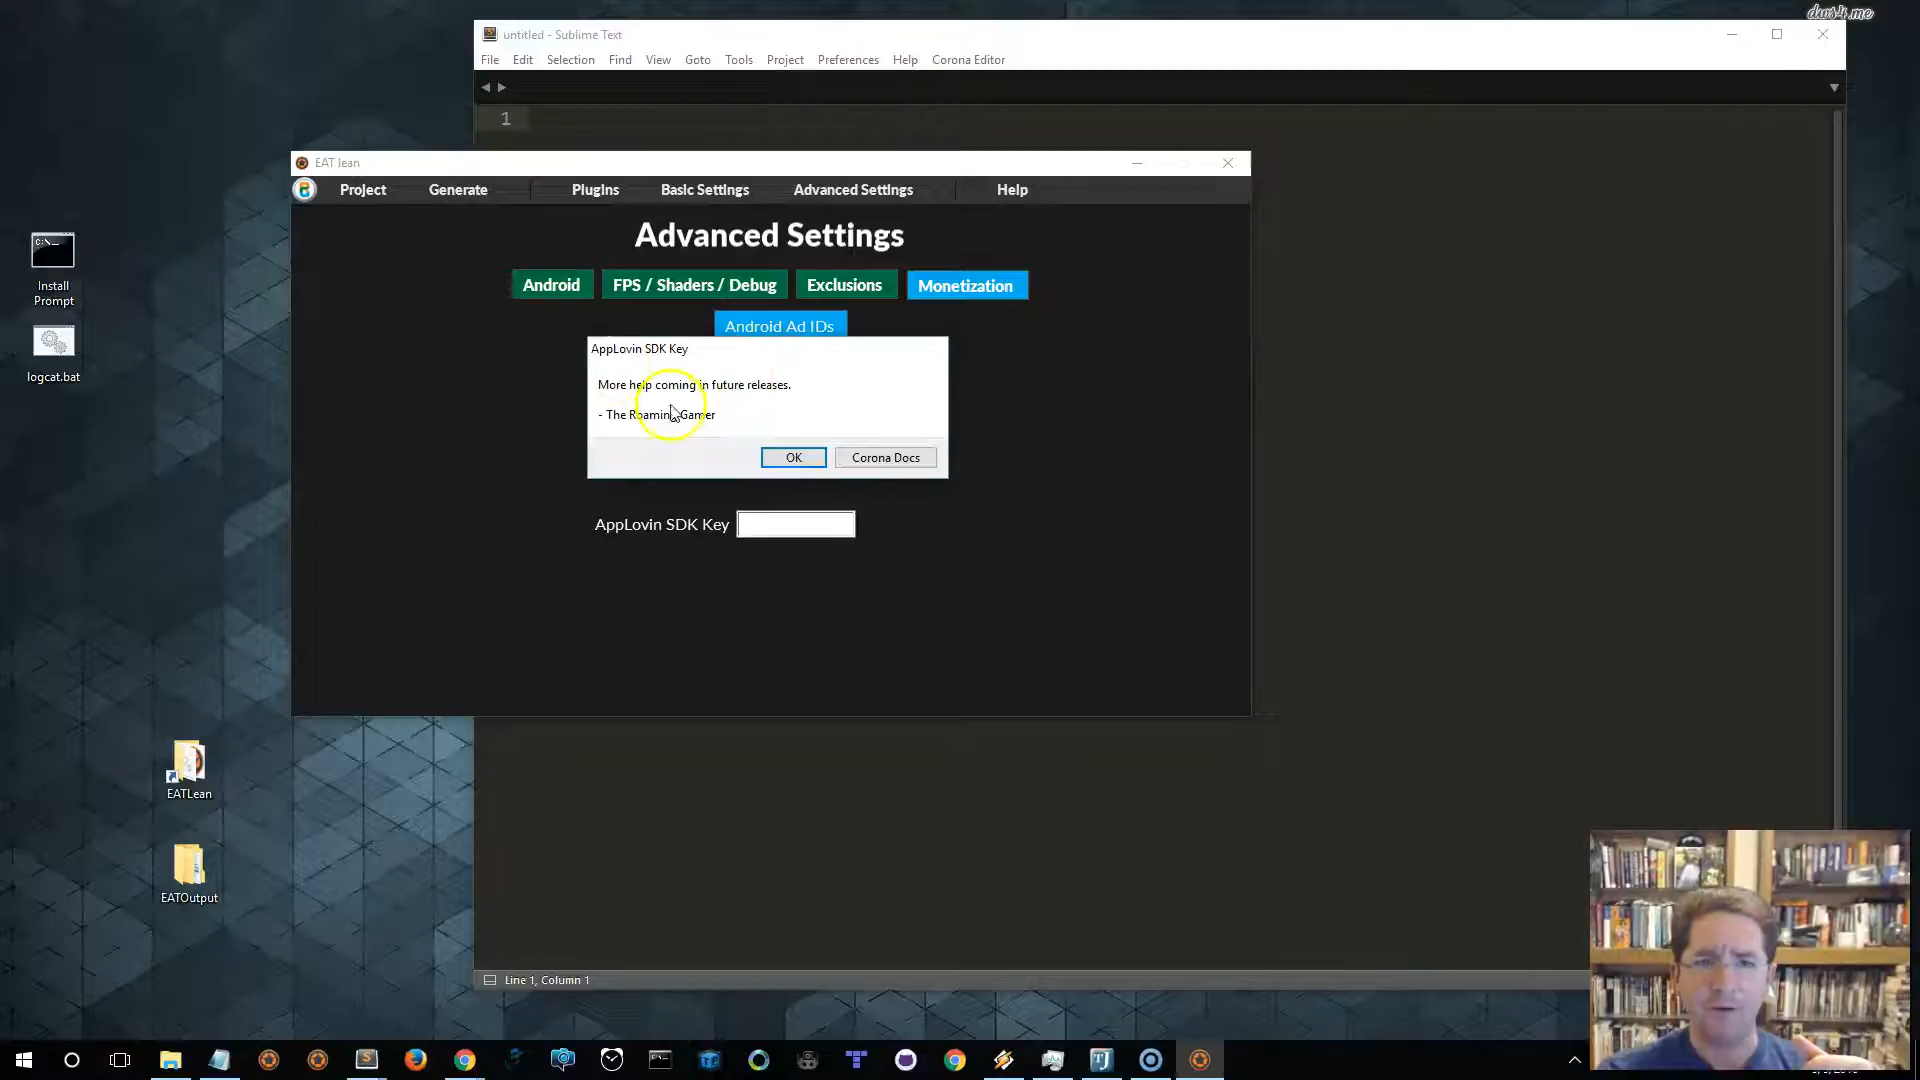 dws4.me
untitled - Sublime Text
File Edit Selection Find View Goto Tools Project Preferences Help Corona Editor
1
EAT lean
Project Generate Plugins Basic Settings Advanced Settings Help
Advanced Settings
Android FPS / Shaders / Debug Exclusions Monetization
Android Ad IDs
AppLovin SDK Key
More help coming in future releases.
- The Roaming Gamer
OK Corona Docs
AppLovin SDK Key
C:\_
Install
Prompt
logcat.bat
EATLean
EATOutput
Line 1, Column 1